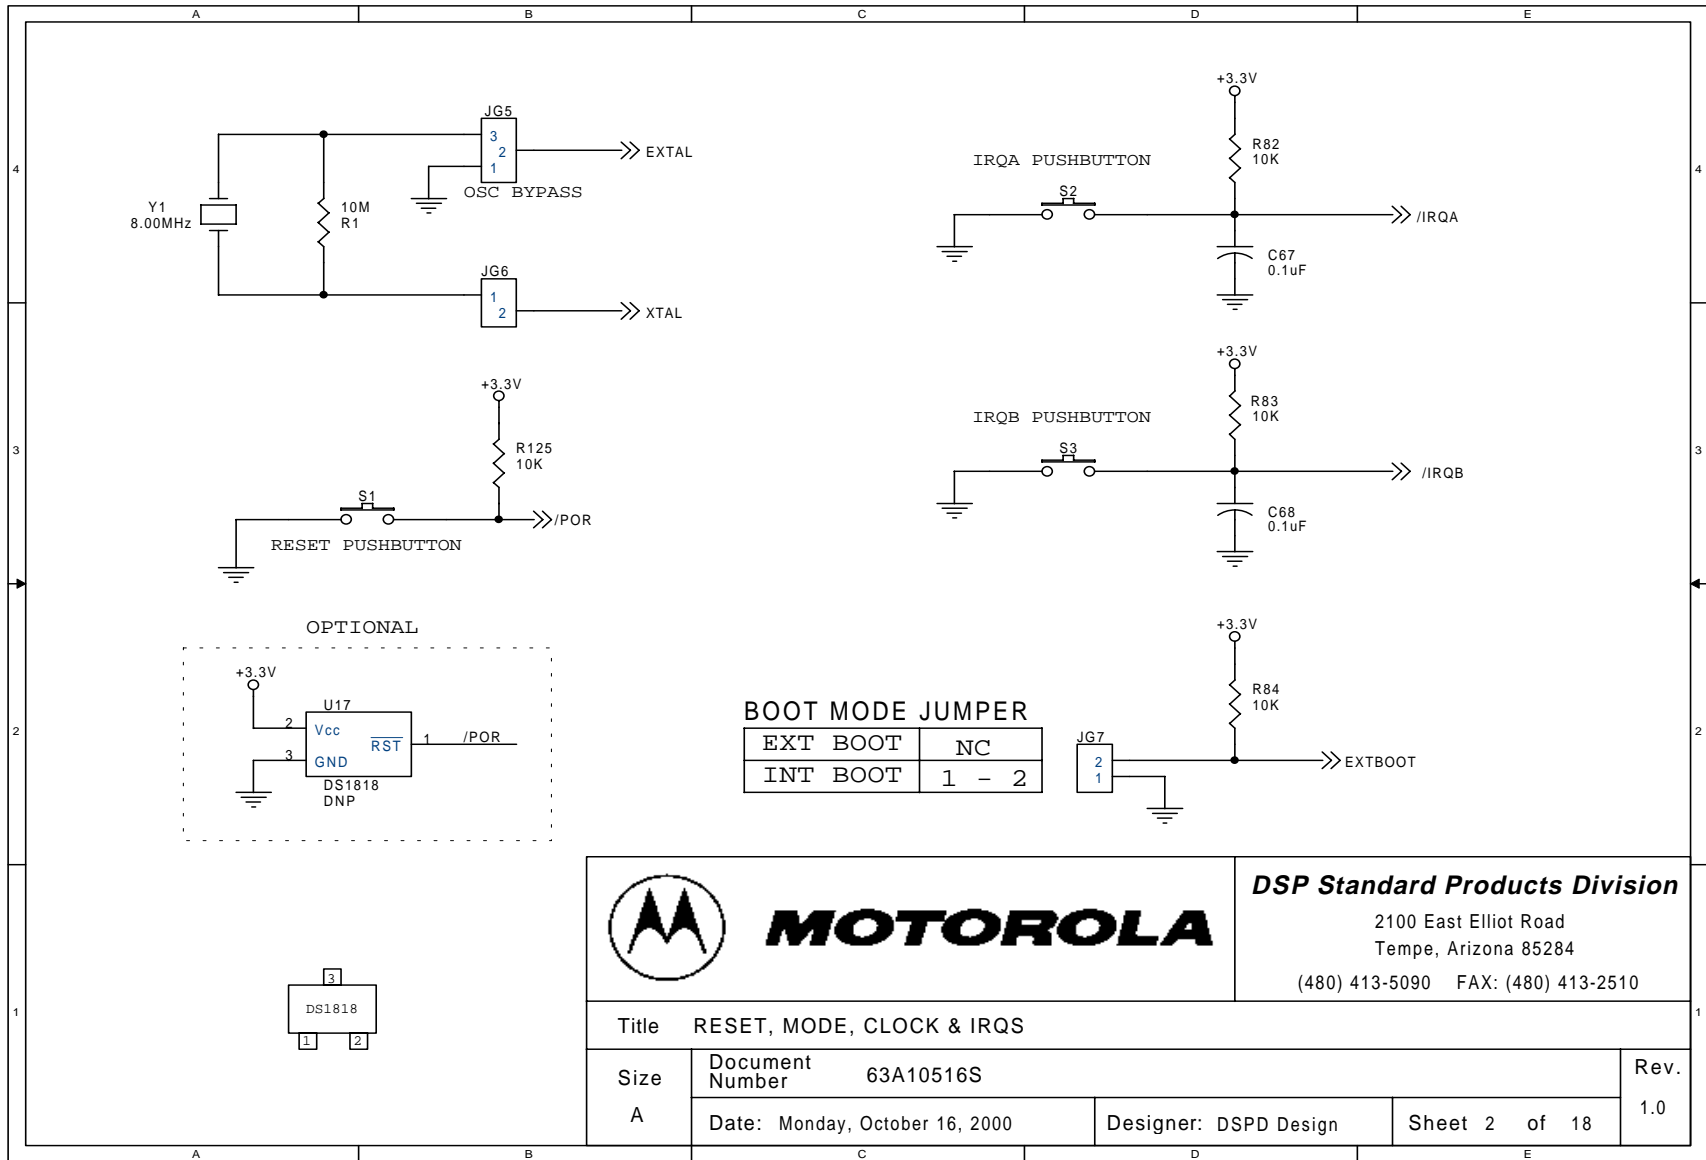 A B C D E
JG5
3
2
1
EXTAL
OSC BYPASS
Y1
8.00MHz
10M
R1
JG6
1
2
XTAL
+3.3V
R82
10K
IRQA PUSHBUTTON
S2
/IRQA
C67
0.1uF
4
4
+3.3V
R125
10K
S1
/POR
RESET PUSHBUTTON
+3.3V
R83
10K
IRQB PUSHBUTTON
S3
/IRQB
C68
0.1uF
3
3
OPTIONAL
+3.3V
U17
2
Vcc
RST
1
/POR
3
GND
DS1818
DNP
BOOT MODE JUMPER
EXT BOOT NC
INT BOOT 1 - 2
+3.3V
R84
10K
JG7
2
1
EXTBOOT
2
2
3
DS1818
1 2
1
1
MOTOROLA
DSP Standard Products Division
2100 East Elliot Road
Tempe, Arizona 85284
(480) 413-5090 FAX: (480) 413-2510
Title RESET, MODE, CLOCK & IRQS
Size
A
Document
Number 63A10516S
Rev.
1.0
Date: Monday, October 16, 2000
Designer: DSPD Design
Sheet 2 of 18
A B C D E